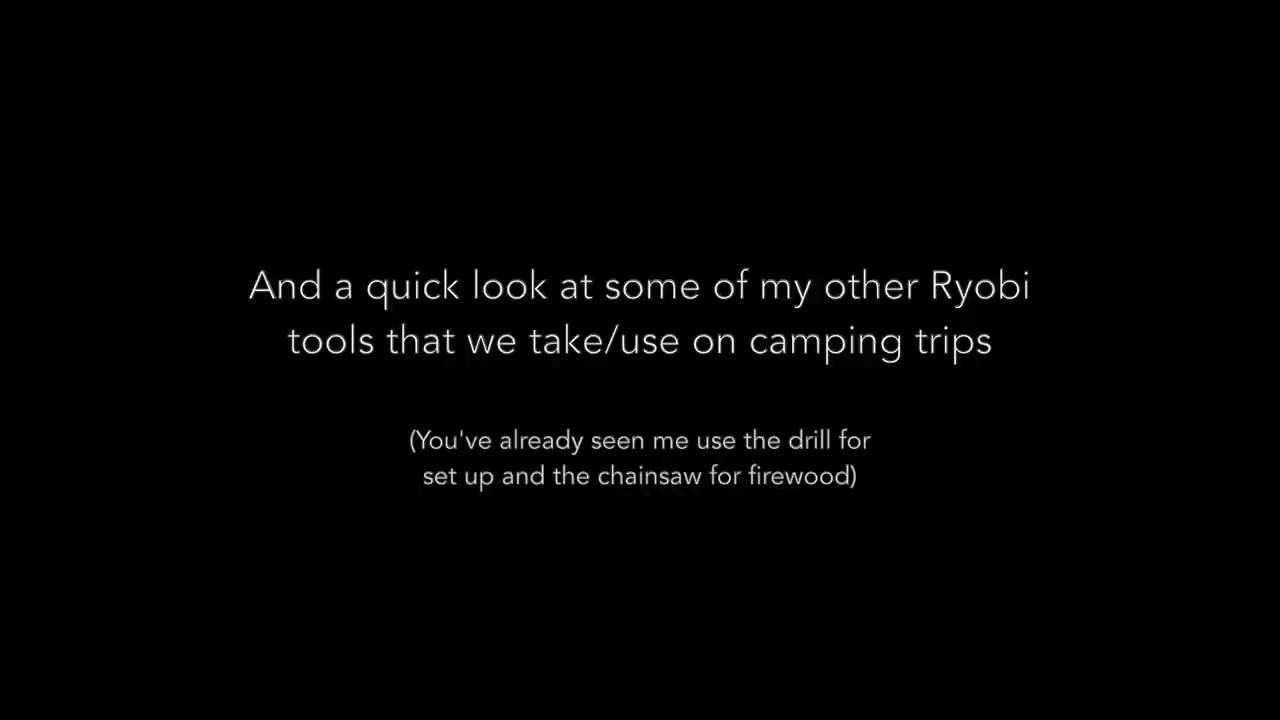 And a quick look at some of my other Ryobi
tools that we take/use on camping trips
(You've already seen me use the drill for
set up and the chainsaw for firewood)